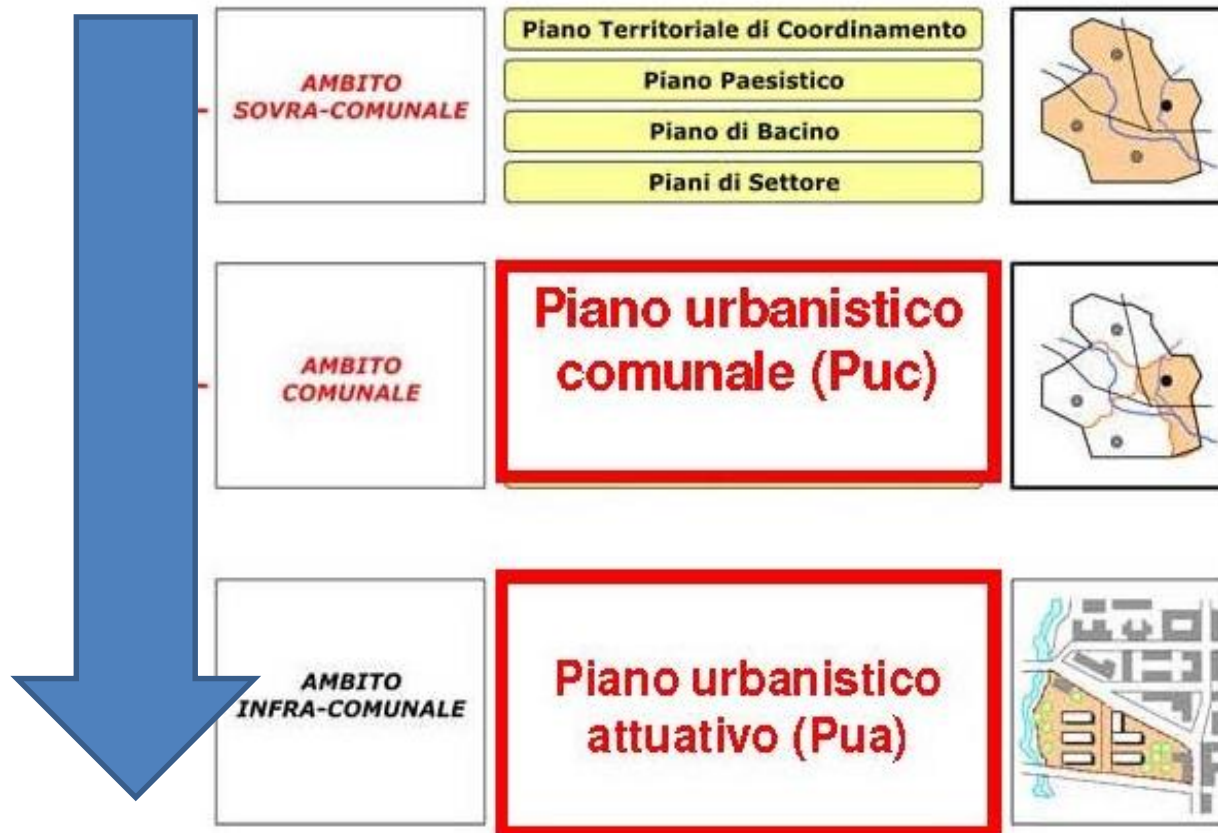 AMBITO
SOVRA-COMUNALE
Piano Territoriale di Coordinamento
Piano Paesistico
Piano di Bacino
Piani di Settore
AMBITO
COMUNALE
Piano urbanistico
comunale (Puc)
AMBITO
INFRA-COMUNALE
Piano urbanistico
attuativo (Pua)